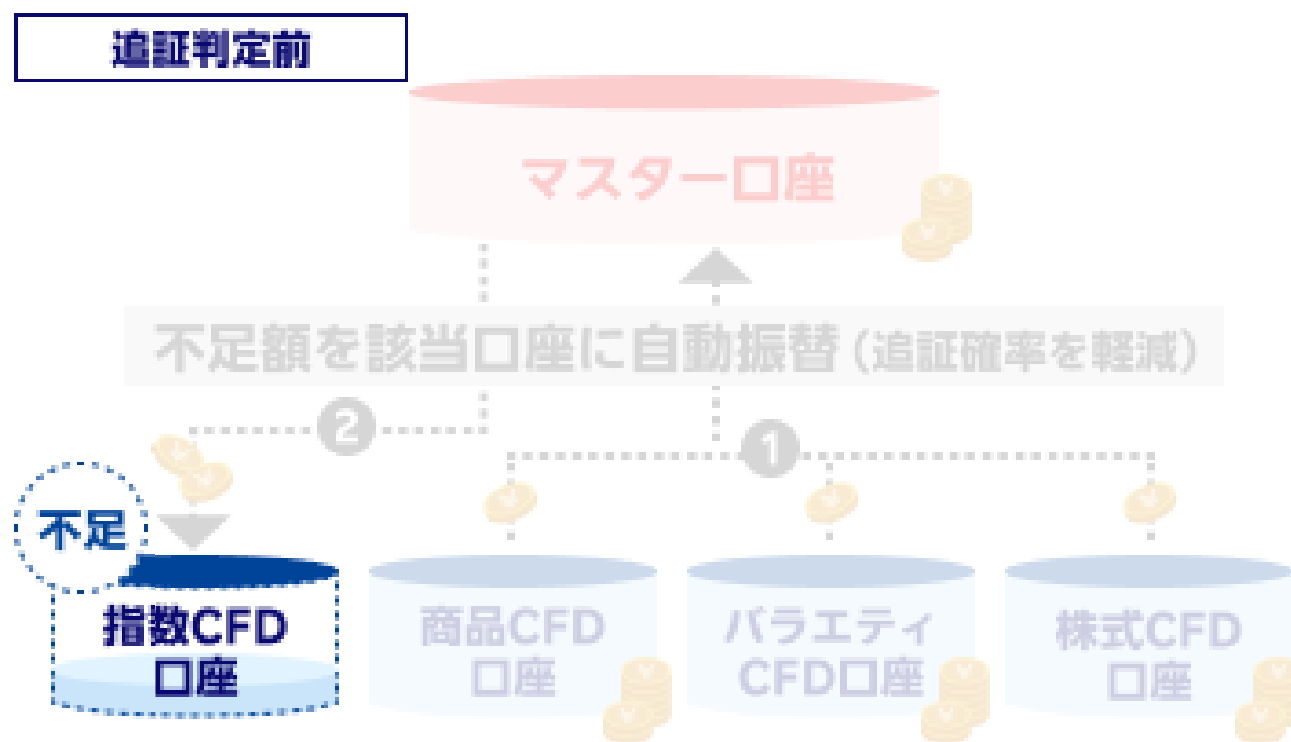 追証判定前
マスター口座
不足額を該当口座に自動振替(追証確率を軽減)
2
1
不足
指数CFD
口座
商品CFD
口座
バラエティ
CFD口座
株式CFD
口座